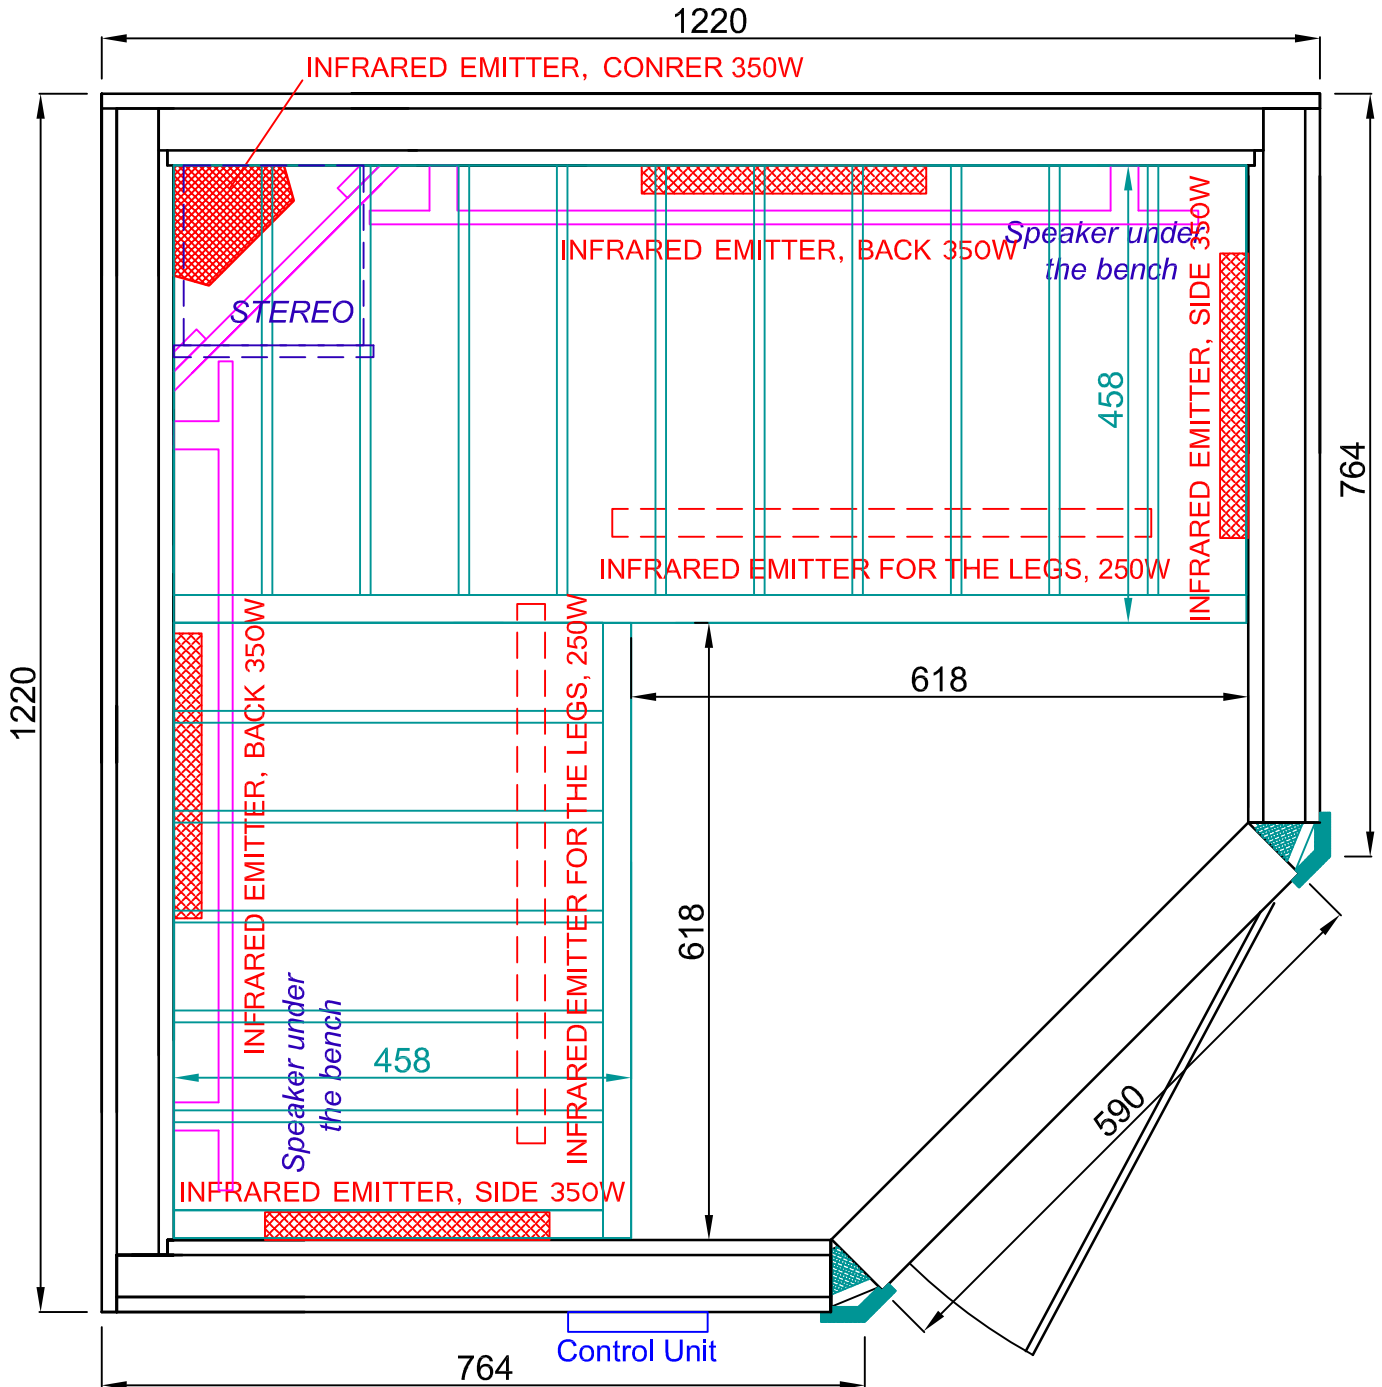 1220
INFRARED EMITTER, CONRER 350W
INFRARED EMITTER, BACK 350W
Speaker under
the bench
INFRARED EMITTER, SIDE 350W
STEREO
458
764
INFRARED EMITTER FOR THE LEGS, 250W
1220
INFRARED EMITTER, BACK 350W
INFRARED EMITTER FOR THE LEGS, 250W
618
618
Speaker under
the bench
458
590
INFRARED EMITTER, SIDE 350W
Control Unit
764